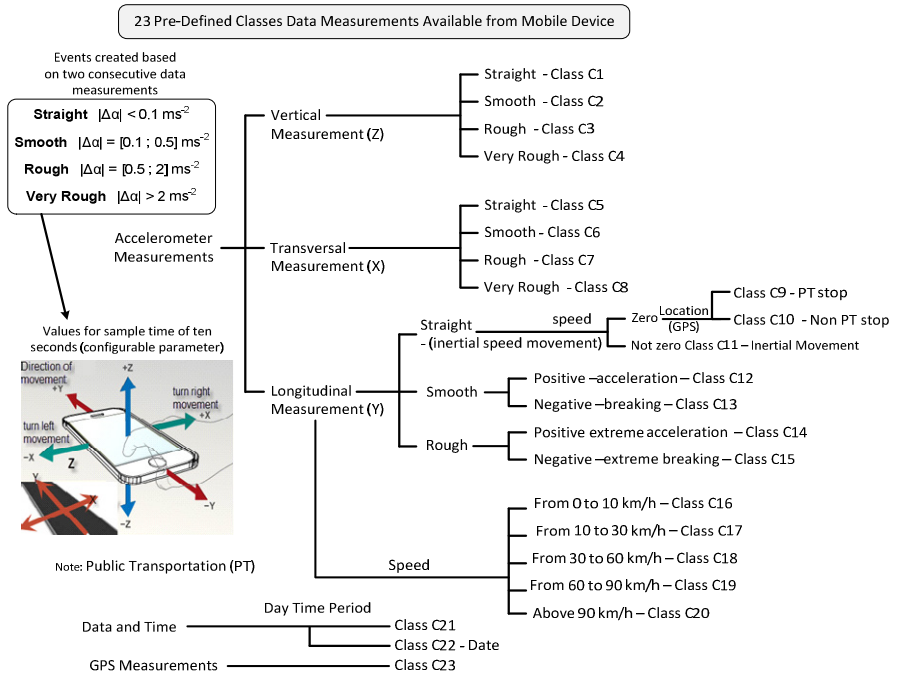 23 Pre-Defined Classes Data Measurements Available from Mobile Device
Events created based
on two consecutive data
measurements
Straight |Δα| < 0.1 ms-2
Smooth |Δα| = [0.1 ; 0.5] ms-2
Rough |Δα| = [0.5 ; 2] ms-2
Very Rough |Δα| > 2 ms-2
Accelerometer
Measurements
Vertical
Measurement (Z)
Straight - Class C1
Smooth - Class C2
Rough - Class C3
Very Rough - Class C4
Transversal
Measurement (X)
Straight - Class C5
Smooth - Class C6
Rough - Class C7
Very Rough - Class C8
Longitudinal
Measurement (Y)
Straight
- (inertial speed movement)
speed
Zero
Location
(GPS)
Class C9 - PT stop
Class C10 - Non PT stop
Not zero Class C11 – Inertial Movement
Smooth
Positive –acceleration – Class C12
Negative –breaking – Class C13
Rough
Positive extreme acceleration – Class C14
Negative –extreme breaking – Class C15
Speed
From 0 to 10 km/h – Class C16
From 10 to 30 km/h – Class C17
From 30 to 60 km/h – Class C18
From 60 to 90 km/h – Class C19
Above 90 km/h – Class C20
Values for sample time of ten
seconds (configurable parameter)
Direction of
movement
+Y
+Z
turn right
movement
+X
turn left
movement
-X
Z
Y
X
-Z
-Y
Note: Public Transportation (PT)
Data and Time
Day Time Period
Class C21
Class C22 - Date
GPS Measurements
Class C23